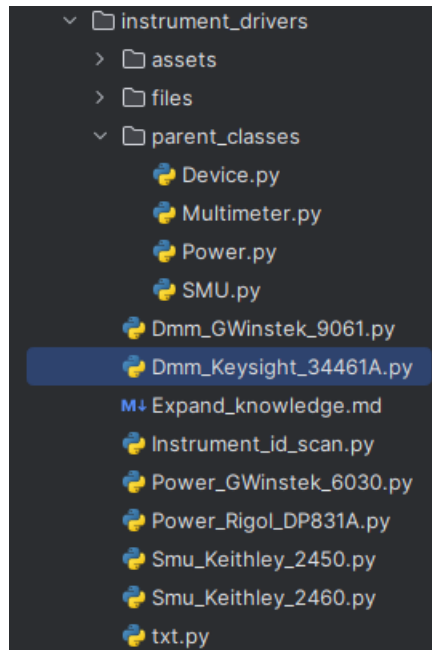 instrument_drivers
assets
files
parent_classes
Device.py
Multimeter.py
Power.py
SMU.py
Dmm_GWinstek_9061.py
Dmm_Keysight_34461A.py
M↓ Expand_knowledge.md
Instrument_id_scan.py
Power_GWinstek_6030.py
Power_Rigol_DP831A.py
Smu_Keithley_2450.py
Smu_Keithley_2460.py
txt.py